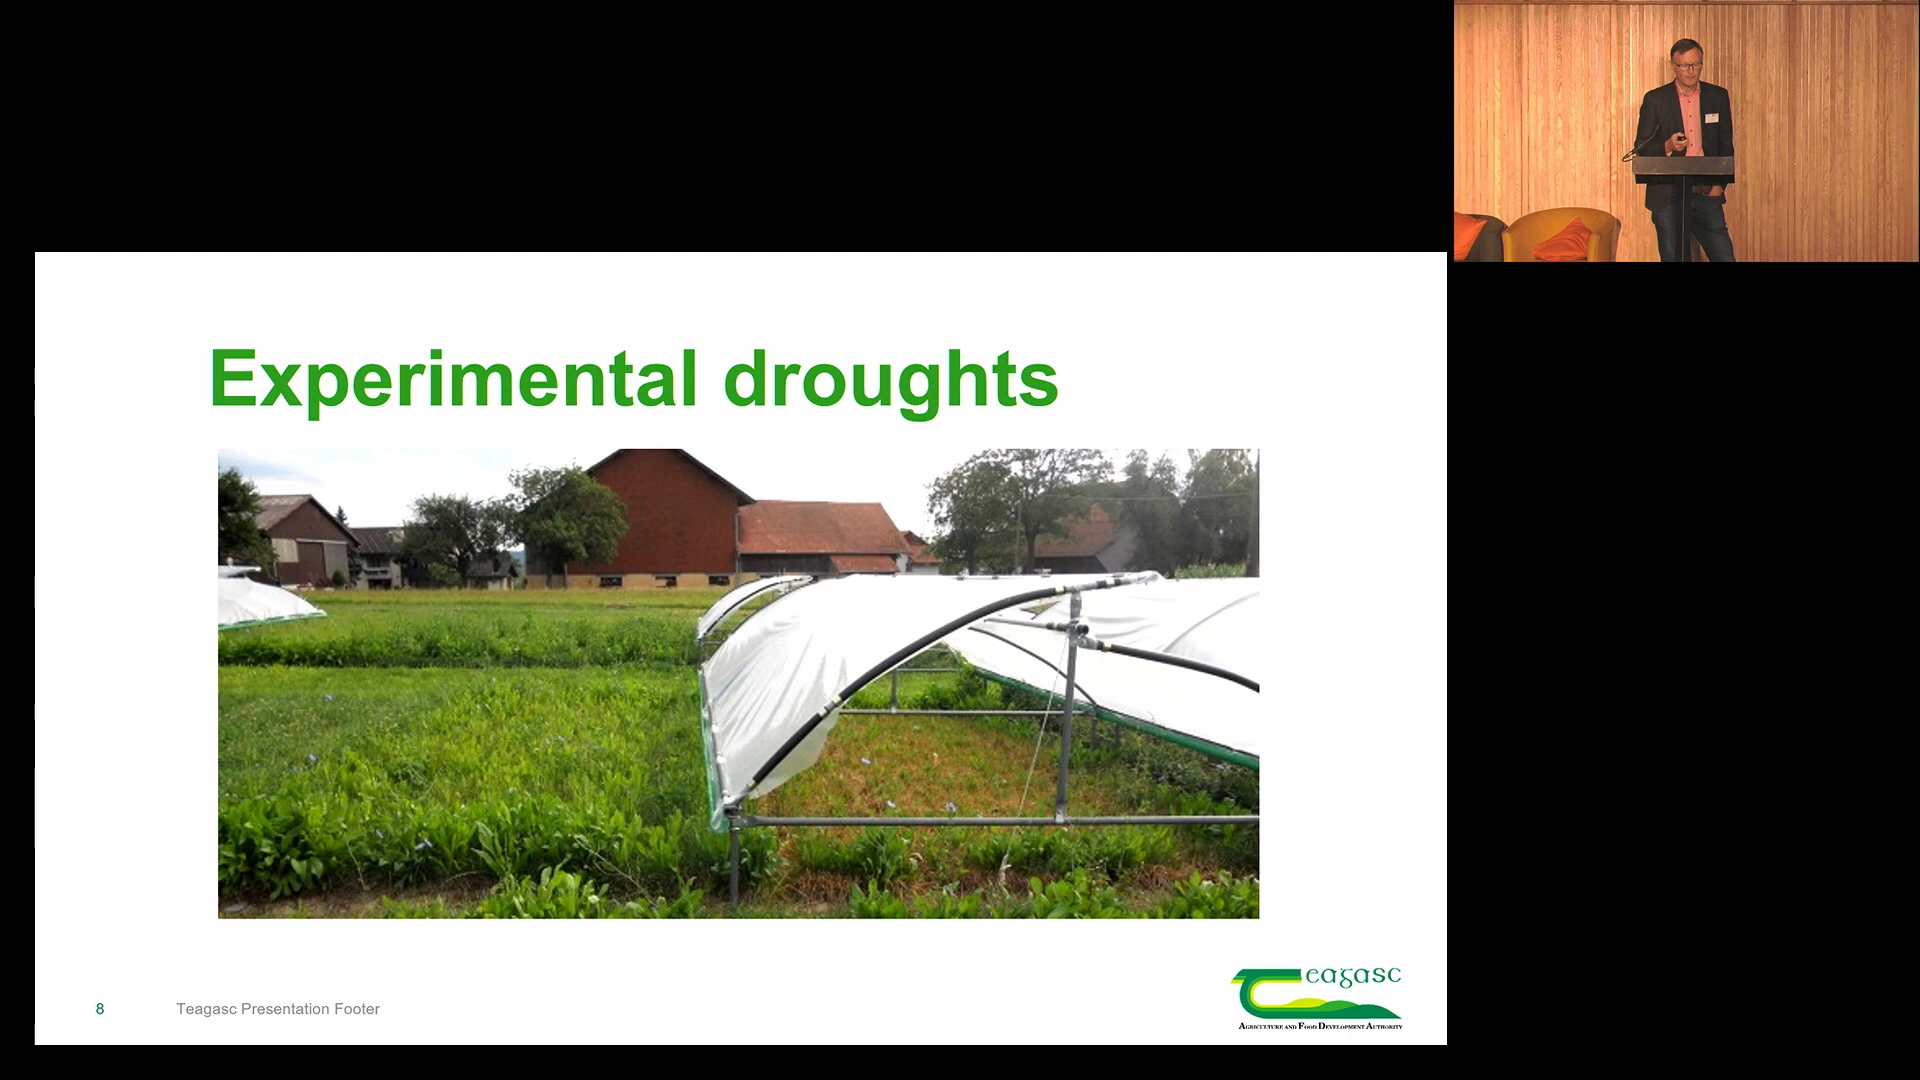 Experimental droughts
8
Teagasc Presentation Footer
Teagasc
AGRICULTURE AND FOOD DEVELOPMENT AUTHORITY